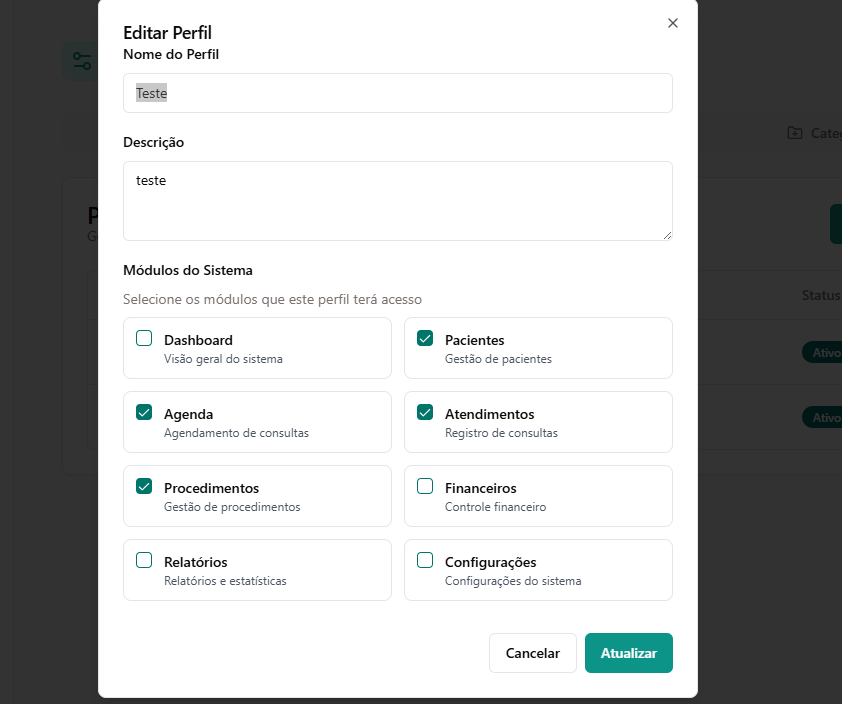 Editar Perfil
Nome do Perfil
Teste
Descrição
teste
Módulos do Sistema
Selecione os módulos que este perfil terá acesso
Dashboard
Visão geral do sistema
Pacientes
Gestão de pacientes
Agenda
Agendamento de consultas
Atendimentos
Registro de consultas
Procedimentos
Gestão de procedimentos
Financeiros
Controle financeiro
Relatórios
Relatórios e estatísticas
Configurações
Configurações do sistema
Cancelar
Atualizar
Status
Ativo
Ativo